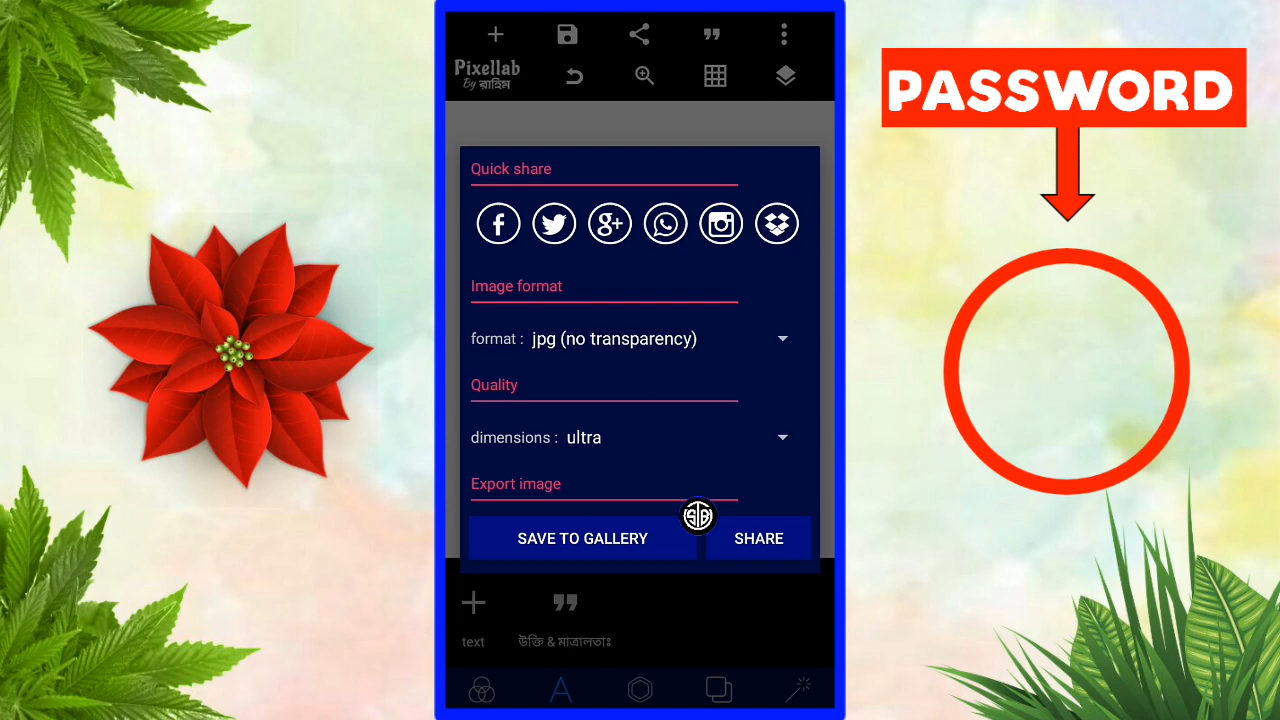 Pixellab
By রাহিম
Quick share
Image format
format : jpg (no transparency)
Quality
dimensions : ultra
Export image
SAVE TO GALLERY
SHARE
text
উক্তি & মাত্রালতাঃ
PASSWORD